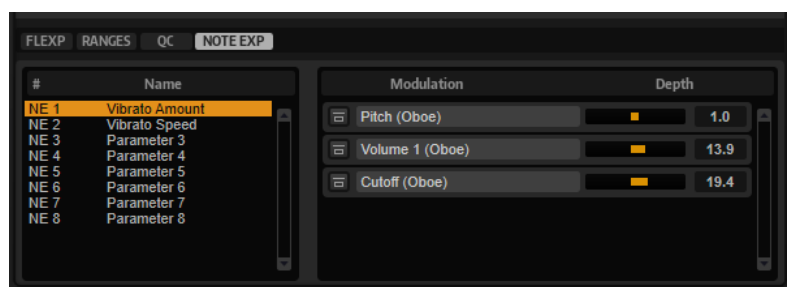 FLEXP RANGES QC NOTE EXP
# Name
NE 1 Vibrato Amount
NE 2 Vibrato Speed
NE 3 Parameter 3
NE 4 Parameter 4
NE 5 Parameter 5
NE 6 Parameter 6
NE 7 Parameter 7
NE 8 Parameter 8
Modulation Depth
Pitch (Oboe) 1.0
Volume 1 (Oboe) 13.9
Cutoff (Oboe) 19.4